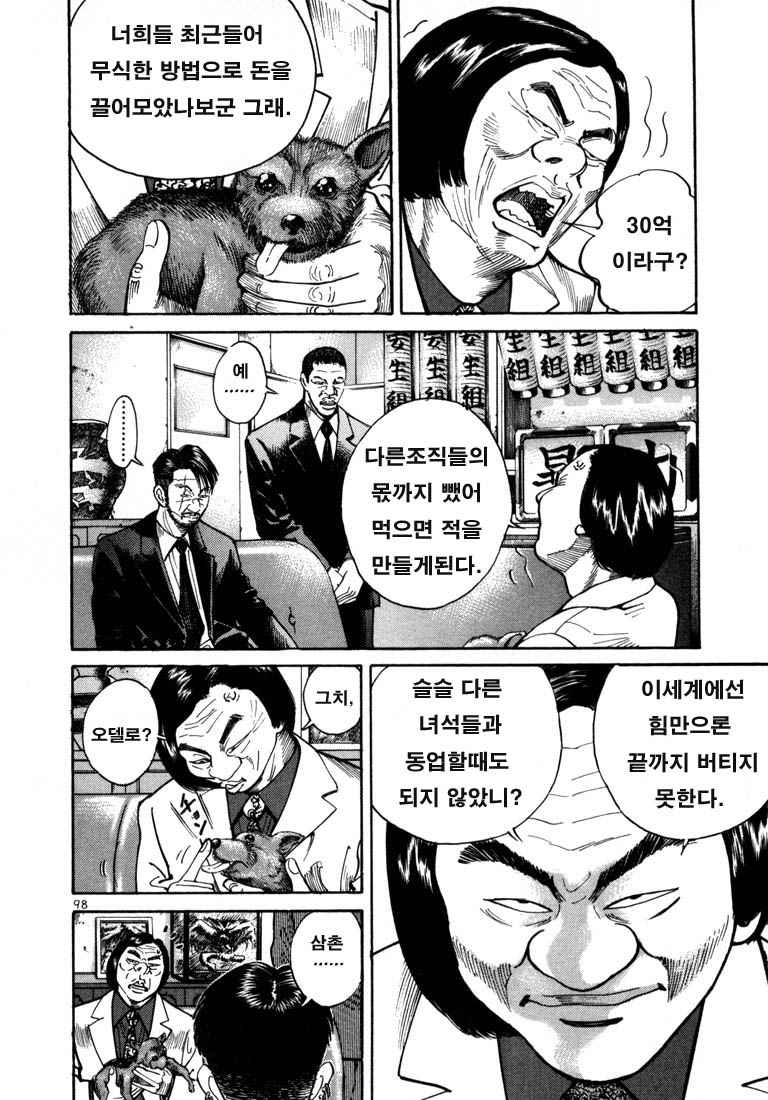 30억
이라구?
너희들 최근들어
무식한 방법으로 돈을
끌어모았나보군 그래.
安生組
安生組
生組
生組
生組
다른조직들의
몫까지 뺐어
먹으면 적을
만들게된다.
예
……
………
이세계에선
힘만으론
끝까지 버티지
못한다.
슬슬 다른
녀석들과
동업할때도
되지 않았니?
그치,
오델로?
チョン
삼촌
……
98